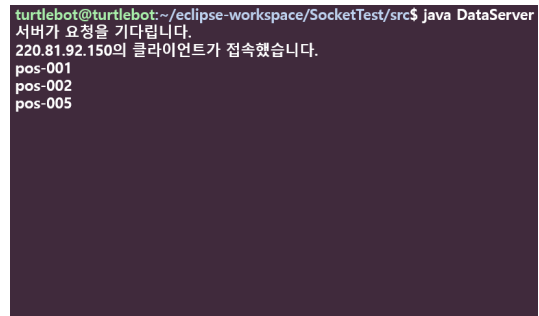 turtlebot@turtlebot:~/eclipse-workspace/SocketTest/src$ java DataServer
서버가 요청을 기다립니다.
220.81.92.150의 클라이언트가 접속했습니다.
pos-001
pos-002
pos-005